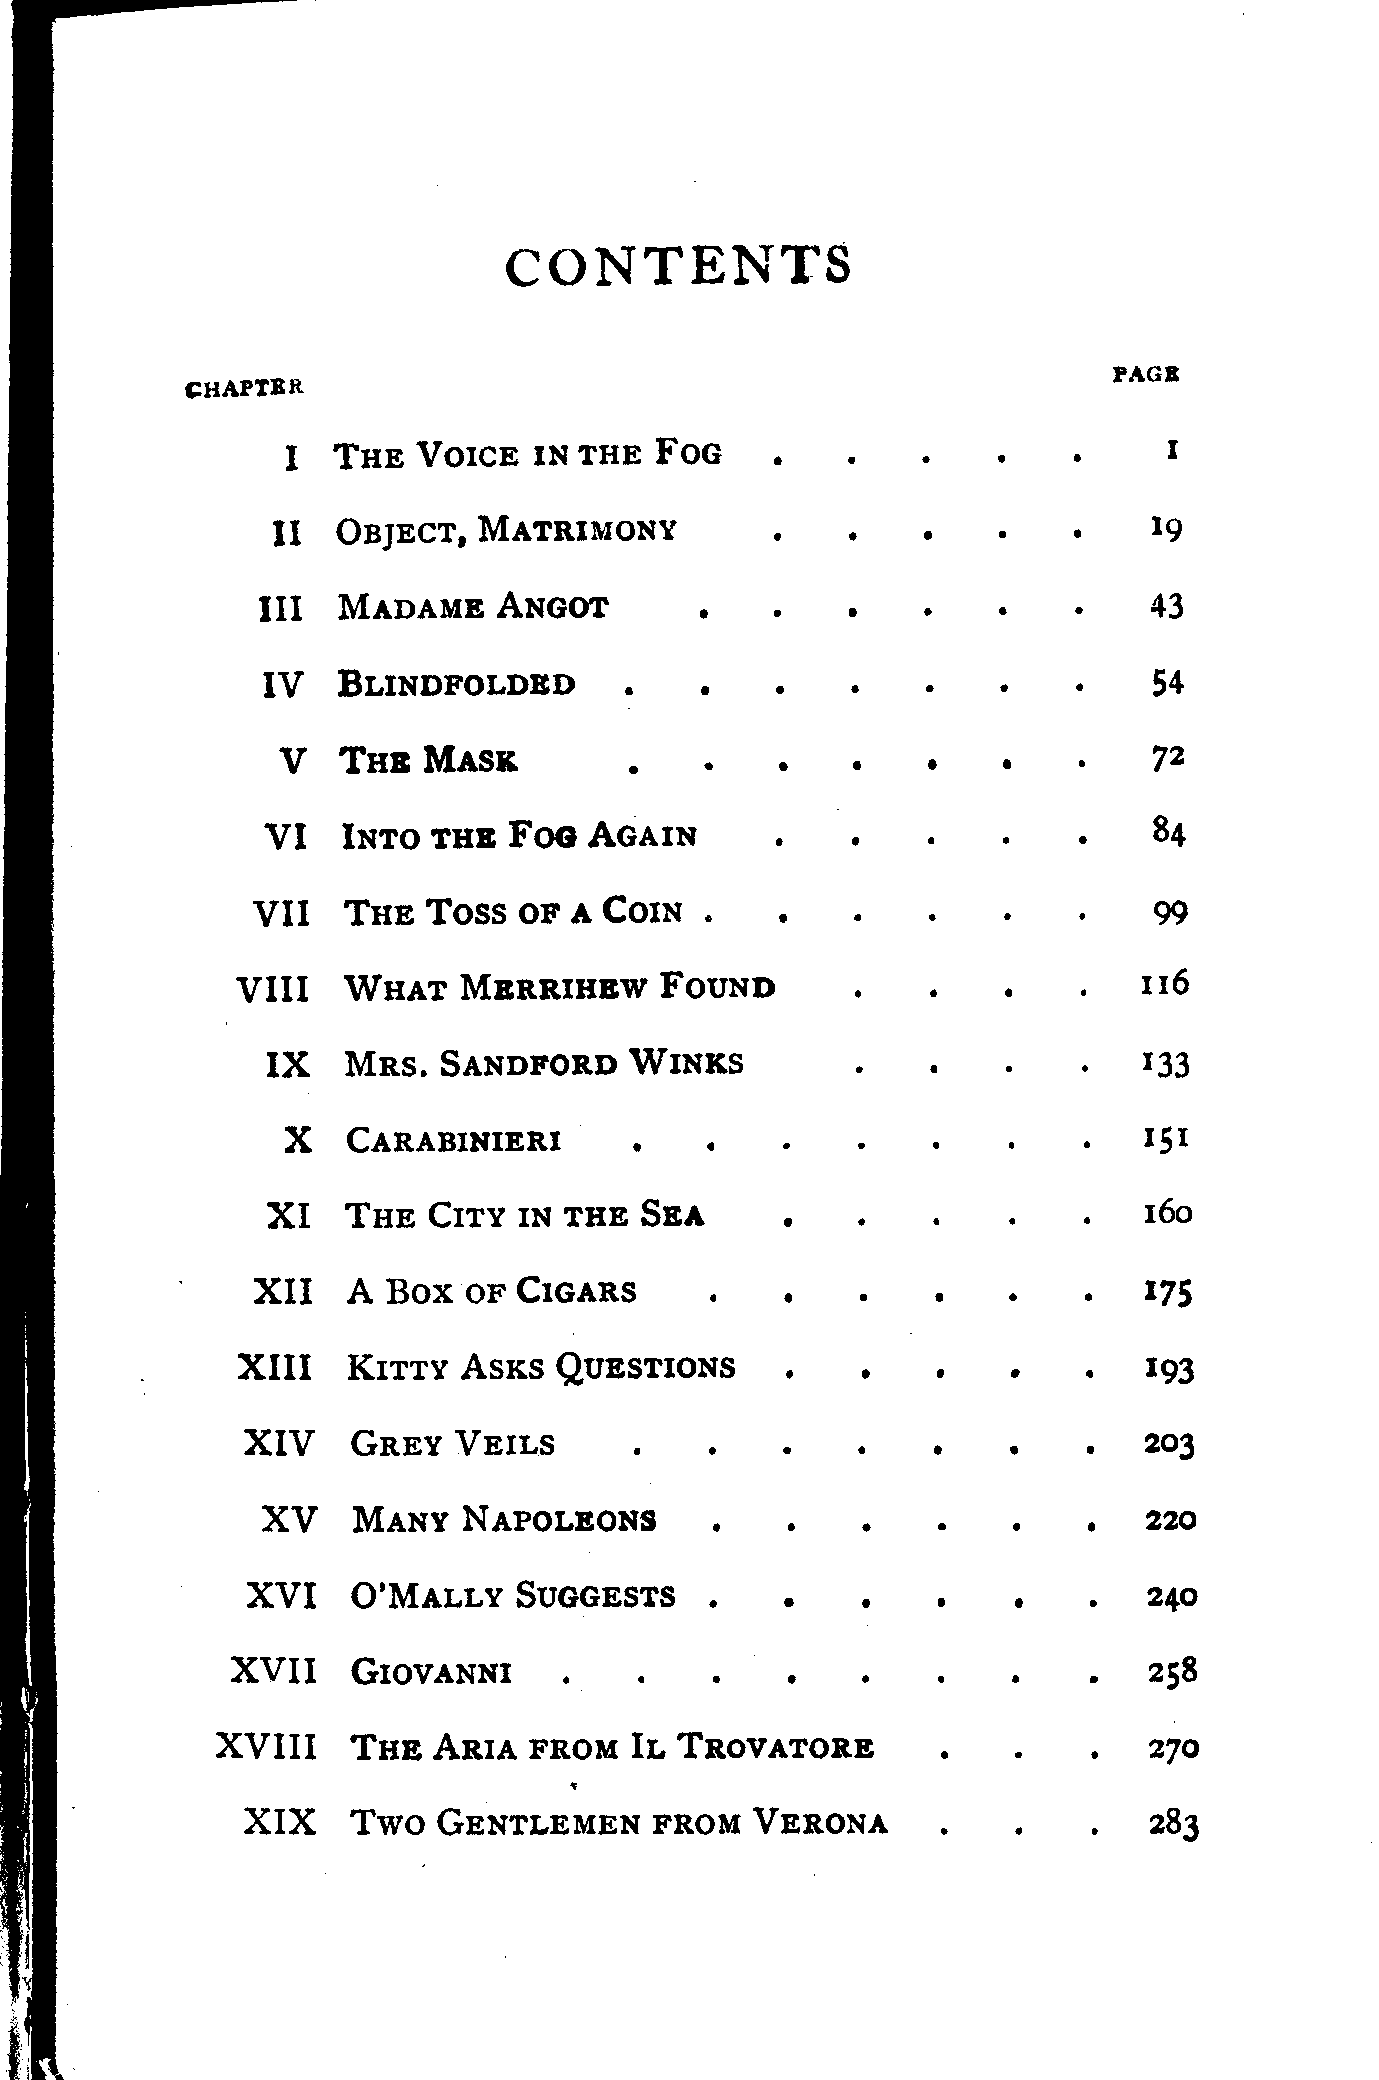 CONTENTS
CHAPTER PAGE
I THE VOICE IN THE FOG . . . . . 1
II OBJECT, MATRIMONY . . . . . 19
III MADAME ANGOT . . . . . . 43
IV BLINDFOLDED . . . . . . . 54
V THE MASK . . . . . . . 72
VI INTO THE FOG AGAIN . . . . . 84
VII THE TOSS OF A COIN . . . . . . 99
VIII WHAT MERRIHEW FOUND . . . . 116
IX MRS. SANDFORD WINKS . . . . 133
X CARABINIERI . . . . . . . 151
XI THE CITY IN THE SEA . . . . . 160
XII A BOX OF CIGARS . . . . . . 175
XIII KITTY ASKS QUESTIONS . . . . . 193
XIV GREY VEILS . . . . . . . 203
XV MANY NAPOLEONS . . . . . . 220
XVI O'MALLY SUGGESTS . . . . . . 240
XVII GIOVANNI . . . . . . . . 258
XVIII THE ARIA FROM IL TROVATORE . . . 270
XIX TWO GENTLEMEN FROM VERONA . . . 283